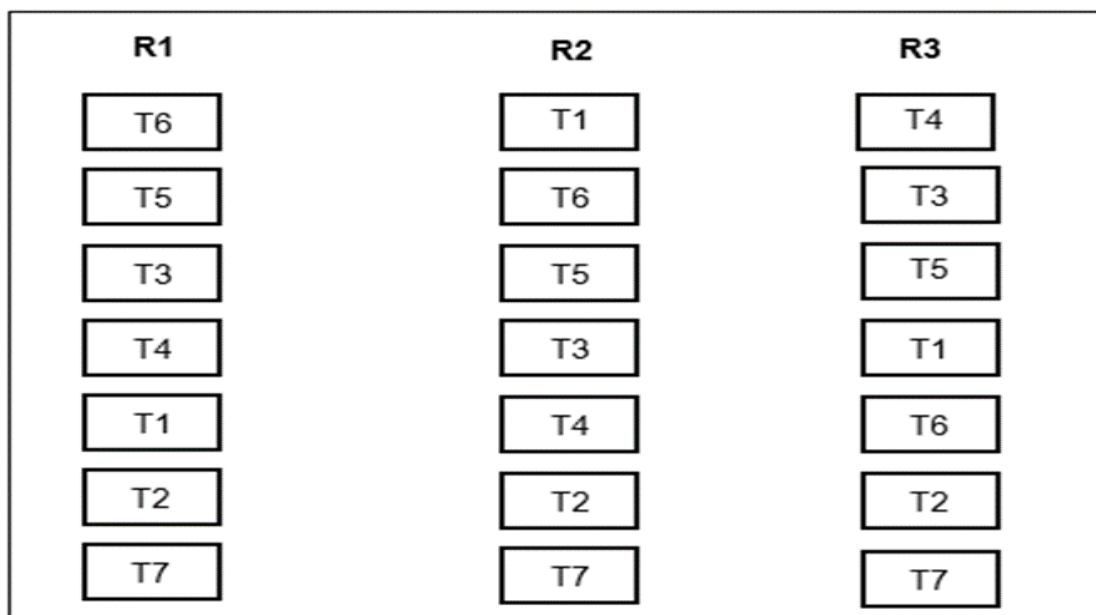 R1 R2 R3
T6 T1 T4
T5 T6 T3
T3 T5 T5
T4 T3 T1
T1 T4 T6
T2 T2 T2
T7 T7 T7